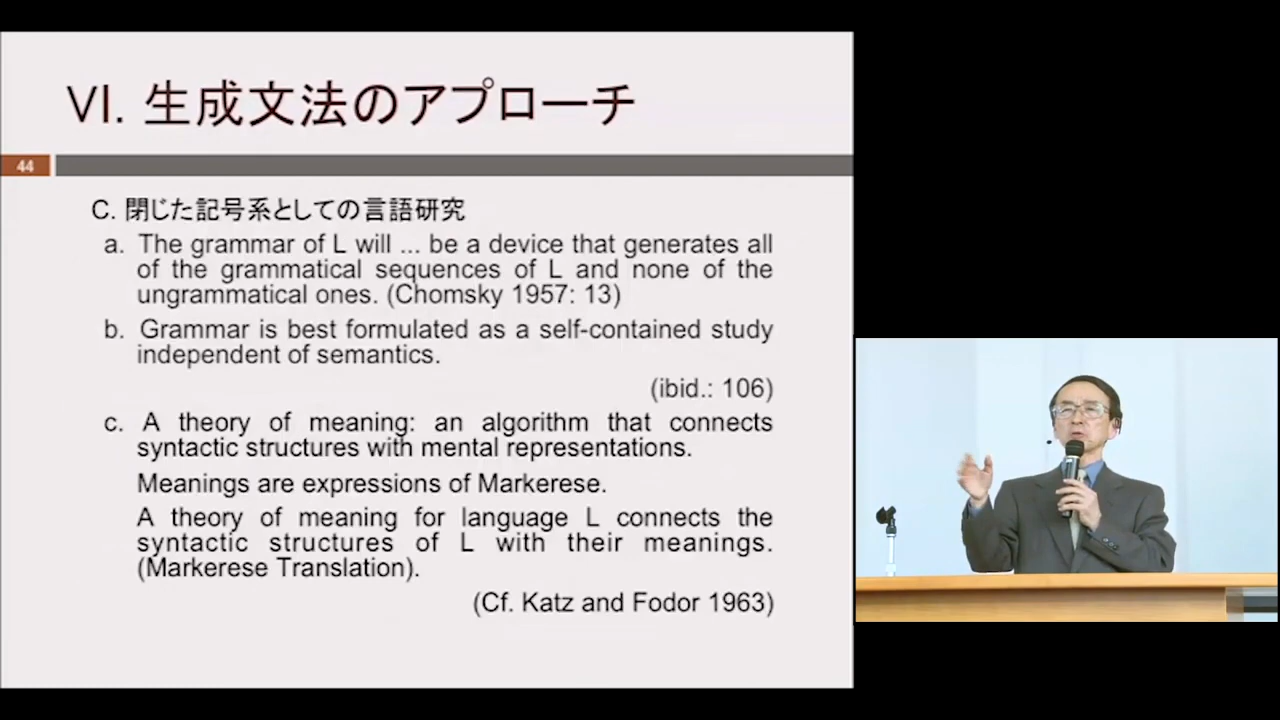 VI. 生成文法のアプローチ
44
C. 閉じた記号系としての言語研究
a. The grammar of L will ... be a device that generates all
of the grammatical sequences of L and none of the
ungrammatical ones. (Chomsky 1957: 13)
b. Grammar is best formulated as a self-contained study
independent of semantics.
(ibid.: 106)
c. A theory of meaning: an algorithm that connects
syntactic structures with mental representations.
Meanings are expressions of Markerese.
A theory of meaning for language L connects the
syntactic structures of L with their meanings.
(Markerese Translation).
(Cf. Katz and Fodor 1963)